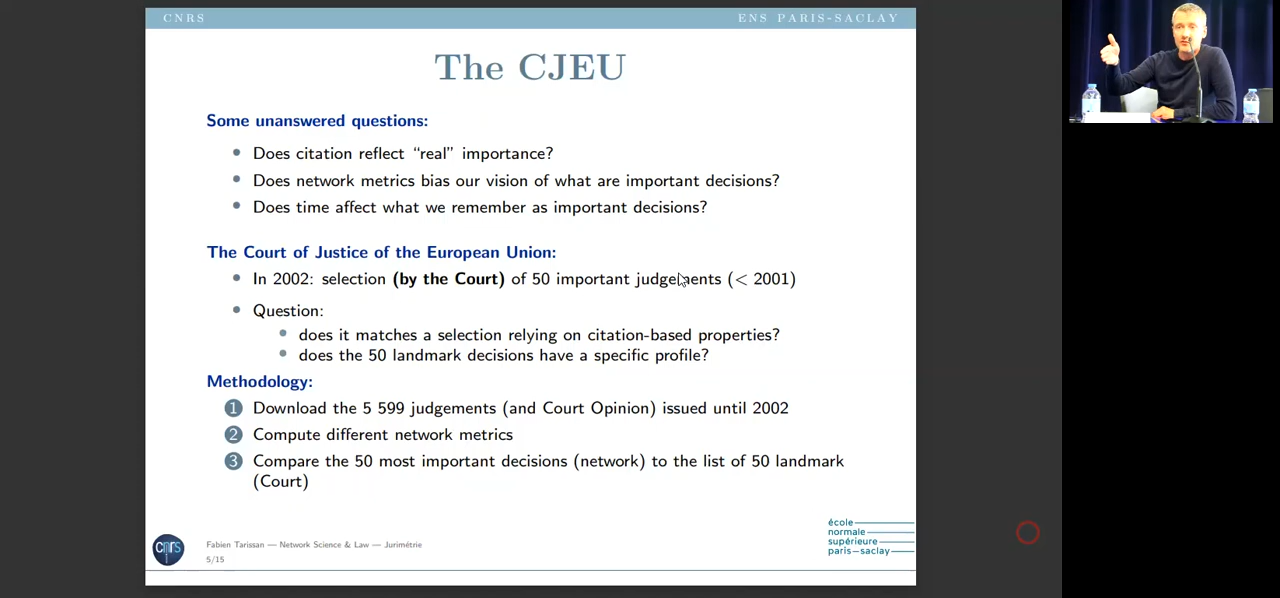 CNRS
ENS PARIS-SACLAY
The CJEU
Some unanswered questions:
Does citation reflect “real” importance?
Does network metrics bias our vision of what are important decisions?
Does time affect what we remember as important decisions?
The Court of Justice of the European Union:
In 2002: selection (by the Court) of 50 important judgements (< 2001)
Question:
does it matches a selection relying on citation-based properties?
does the 50 landmark decisions have a specific profile?
Methodology:
1 Download the 5 599 judgements (and Court Opinion) issued until 2002
2 Compute different network metrics
3 Compare the 50 most important decisions (network) to the list of 50 landmark
(Court)
cnrs
Fabien Tarissan — Network Science & Law — Jurimétrie
5/15
école
normale
supérieure
paris–saclay